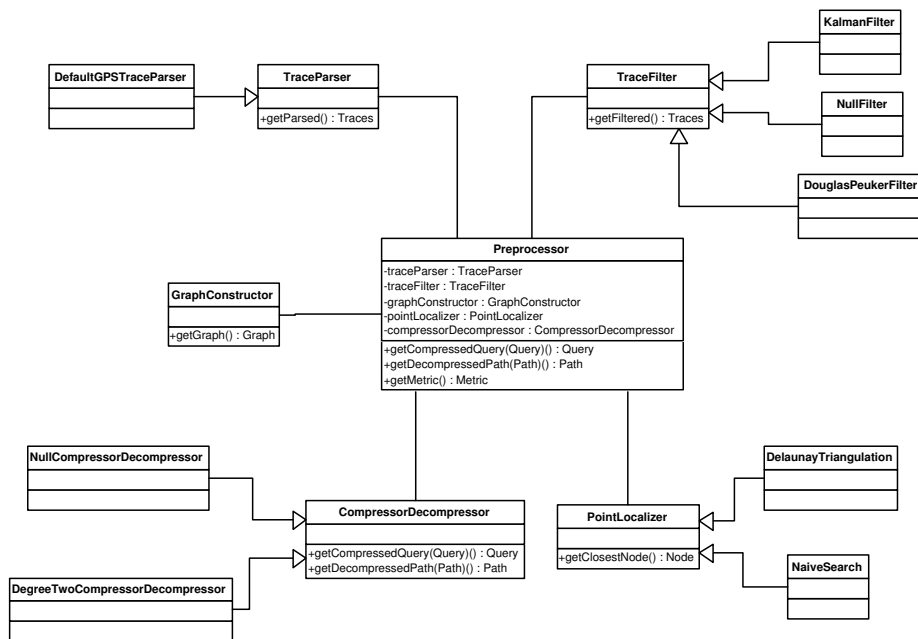 KalmanFilter
DefaultGPSTraceParser
TraceParser
+getParsed() : Traces
TraceFilter
+getFiltered() : Traces
NullFilter
DouglasPeukerFilter
Preprocessor
-traceParser : TraceParser
-traceFilter : TraceFilter
-graphConstructor : GraphConstructor
-pointLocalizer : PointLocalizer
-compressorDecompressor : CompressorDecompressor
+getCompressedQuery(Query)() : Query
+getDecompressedPath(Path)() : Path
+getMetric() : Metric
GraphConstructor
+getGraph() : Graph
NullCompressorDecompressor
DelaunayTriangulation
CompressorDecompressor
+getCompressedQuery(Query)() : Query
+getDecompressedPath(Path)() : Path
PointLocalizer
+getClosestNode() : Node
NaiveSearch
DegreeTwoCompressorDecompressor